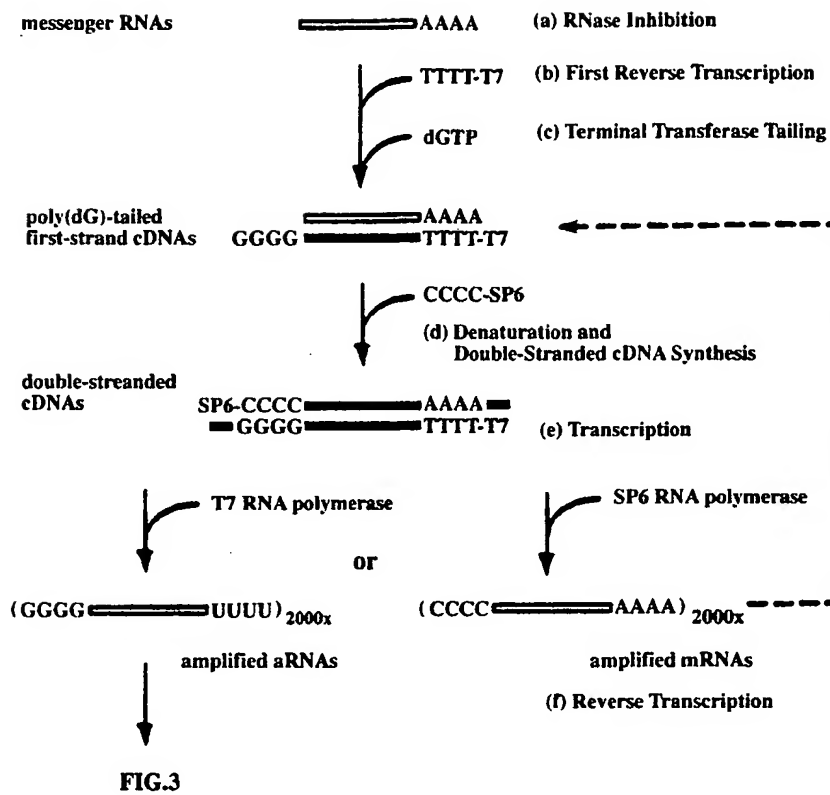 messenger RNAs
AAAA
(a) RNase Inhibition
TTTT-T7
(b) First Reverse Transcription
dGTP
(c) Terminal Transferase Tailing
poly(dG)-tailed
first-strand cDNAs
AAAA
GGGG
TTTT-T7
CCCC-SP6
(d) Denaturation and
Double-Stranded cDNA Synthesis
double-streanded
cDNAs
SP6-CCCC
AAAA
GGGG
TTTT-T7
(e) Transcription
T7 RNA polymerase
SP6 RNA polymerase
or
(GGGG
UUUU)2000x
(CCCC
AAAA)2000x
amplified aRNAs
amplified mRNAs
(f) Reverse Transcription
FIG.3